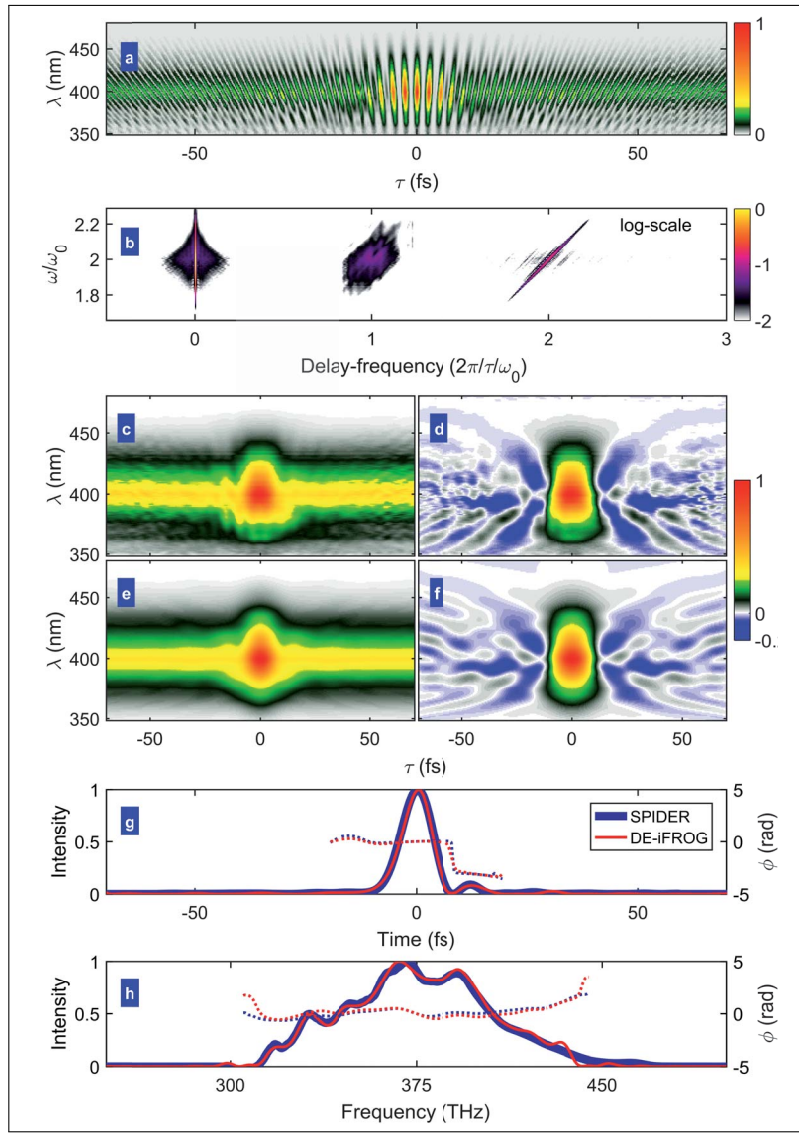 a
λ (nm)
450
400
350
-50
0
50
τ (fs)
1
0
b
log-scale
ω/ω₀
2.2
2
1.8
0
1
2
3
Delay-frequency (2π/τ/ω₀)
0
-1
-2
c
d
λ (nm)
450
400
350
e
f
λ (nm)
450
400
350
-50
0
50
-50
0
50
τ (fs)
1
0
-0.
g
Intensity
1
0.5
0
SPIDER
DE-iFROG
5
0
-5
ϕ (rad)
-50
0
50
Time (fs)
h
Intensity
1
0.5
0
5
0
-5
ϕ (rad)
300
375
450
Frequency (THz)